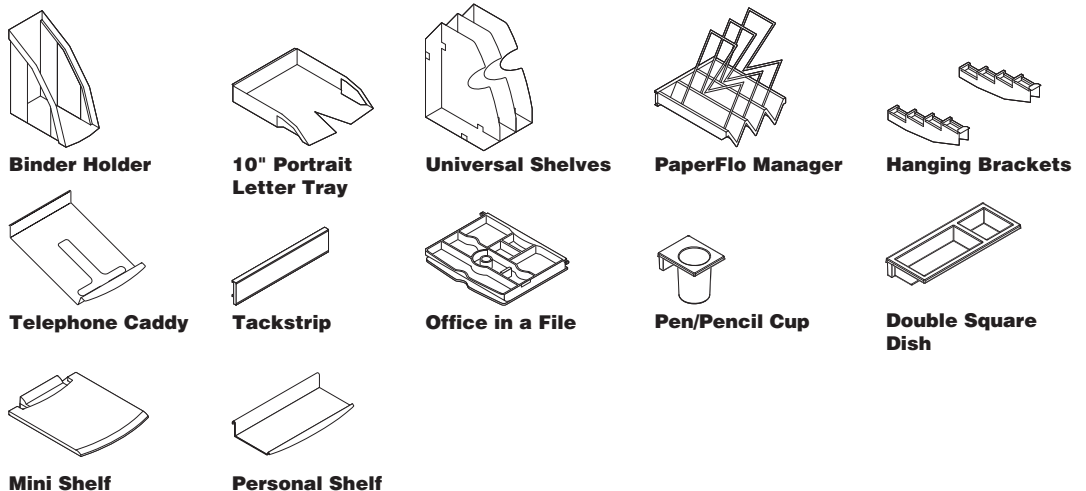 Binder Holder
10" Portrait
Letter Tray
Universal Shelves
PaperFlo Manager
Hanging Brackets
Telephone Caddy
Tackstrip
Office in a File
Pen/Pencil Cup
Double Square
Dish
Mini Shelf
Personal Shelf